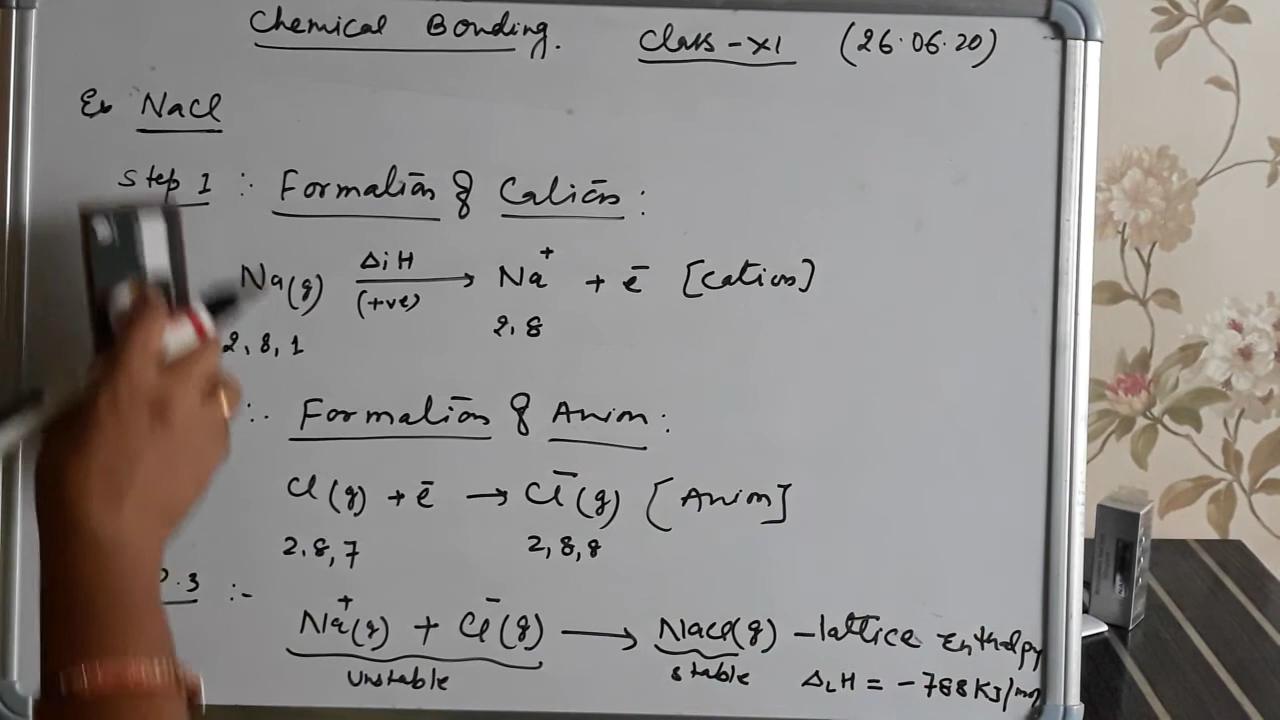 Chemical Bonding. Class-XI (26.06.20)
Ex NaCl
Step 1 :. Formation of Cation :
Na(g) ΔiH (+ve) → Na⁺ + ē [Cation]
2, 8, 1 2, 8
:. Formation of Anion :
Cl(g) + ē → Cl⁻(g) [Anion]
2.8,7 2,8,8
p.3 :-
Na⁺(g) + Cl⁻(g) → NaCl(g) - lattice Enthalpy
unstable stable ΔLH = -788 KJ/mol